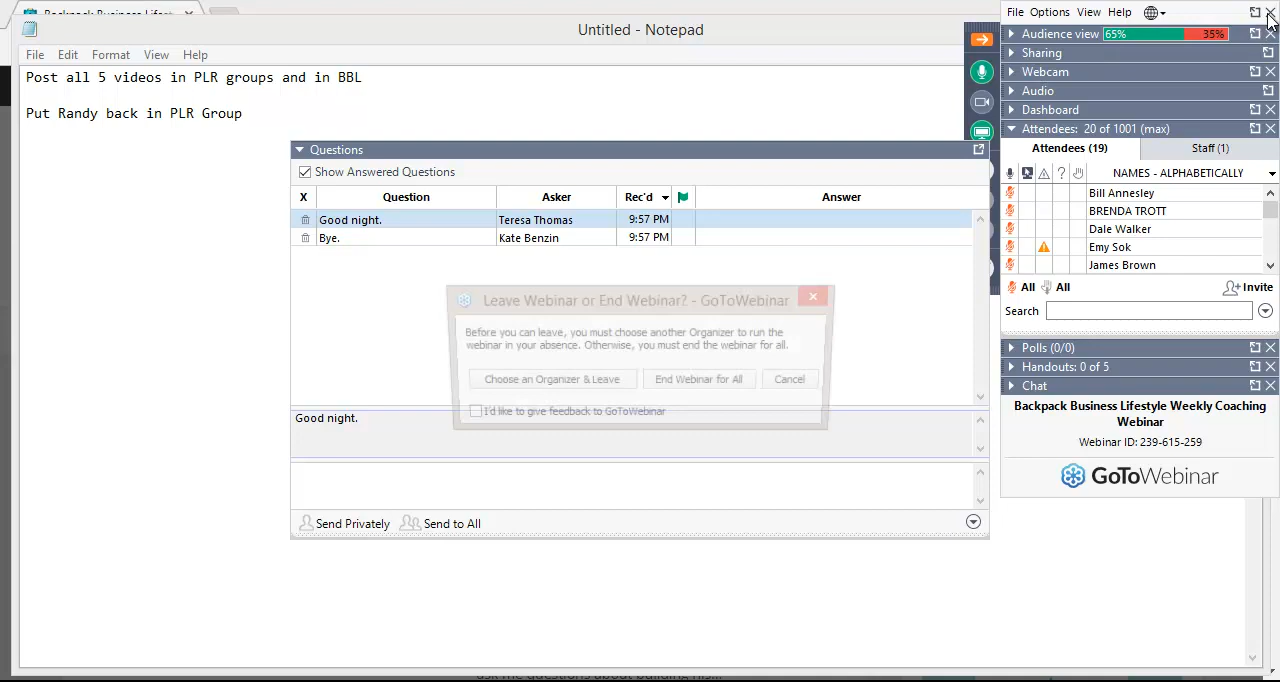 Backpack Business Lifest
Untitled - Notepad
File Edit Format View Help
Post all 5 videos in PLR groups and iN BBL
Put Randy back in PLR Group
Questions
Show Answered Questions
X Question Asker Rec'd Answer
Good night. Teresa Thomas 9:57 PM
Bye. Kate Benzin 9:57 PM
Leave Webinar or End Webinar? - GoToWebinar
Before you can leave, you must choose another Organizer to run the
webinar in your absence. Otherwise, you must end the webinar for all.
Choose an Organizer & Leave End Webinar for All Cancel
I'd like to give feedback to GoToWebinar
Good night.
Send Privately Send to All
File Options View Help
Audience view 65% 35%
Sharing
Webcam
Audio
Dashboard
Attendees: 20 of 1001 (max)
Attendees (19) Staff (1)
? NAMES - ALPHABETICALLY
Bill Annesley
BRENDA TROTT
Dale Walker
Emy Sok
James Brown
All All Invite
Search
Polls (0/0)
Handouts: 0 of 5
Chat
Backpack Business Lifestyle Weekly Coaching
Webinar
Webinar ID: 239-615-259
GoToWebinar
ask me questions about building his...